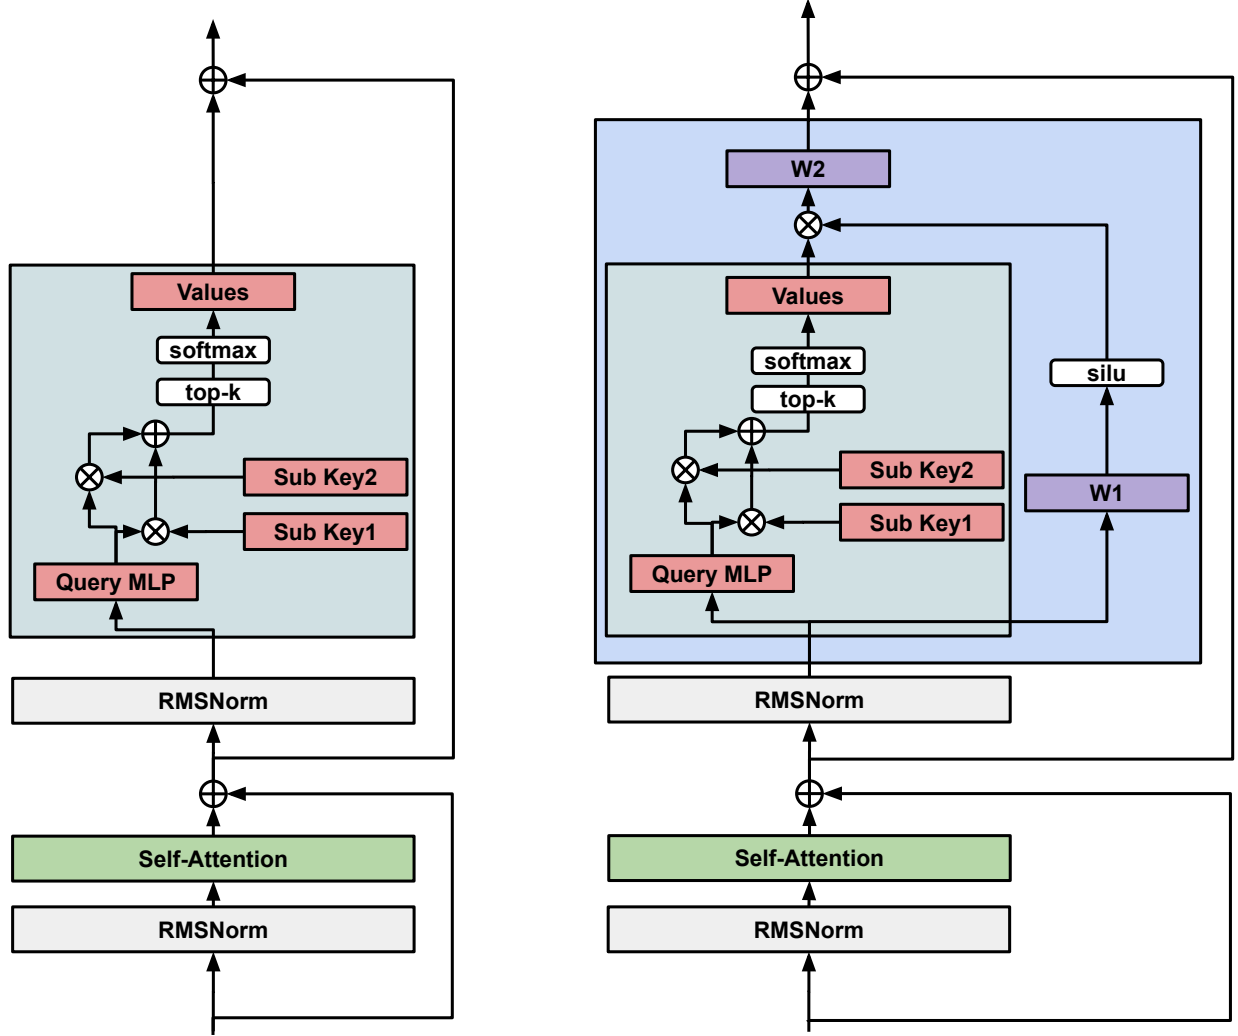 Values
softmax
top-k
Sub Key2
Sub Key1
Query MLP
RMSNorm
Self-Attention
RMSNorm
W2
Values
softmax
top-k
silu
Sub Key2
W1
Sub Key1
Query MLP
RMSNorm
Self-Attention
RMSNorm